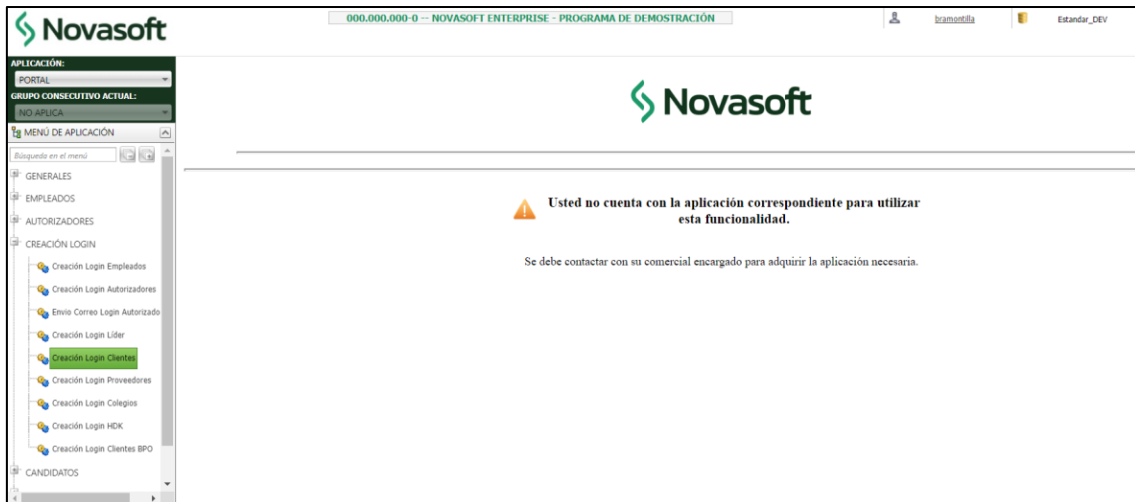 Novasoft
000.000.000-0 -- NOVASOFT ENTERPRISE - PROGRAMA DE DEMOSTRACIÓN
bramontilla
Estandar_DEV
APLICACIÓN:
PORTAL
GRUPO CONSECUTIVO ACTUAL:
NO APLICA
MENÚ DE APLICACIÓN
Búsqueda en el menú
GENERALES
EMPLEADOS
AUTORIZADORES
CREACIÓN LOGIN
Creación Login Empleados
Creación Login Autorizadores
Envio Correo Login Autorizado
Creación Login Líder
Creación Login Clientes
Creación Login Proveedores
Creación Login Colegios
Creación Login HDK
Creación Login Clientes BPO
CANDIDATOS
Novasoft
Usted no cuenta con la aplicación correspondiente para utilizar
esta funcionalidad.
Se debe contactar con su comercial encargado para adquirir la aplicación necesaria.